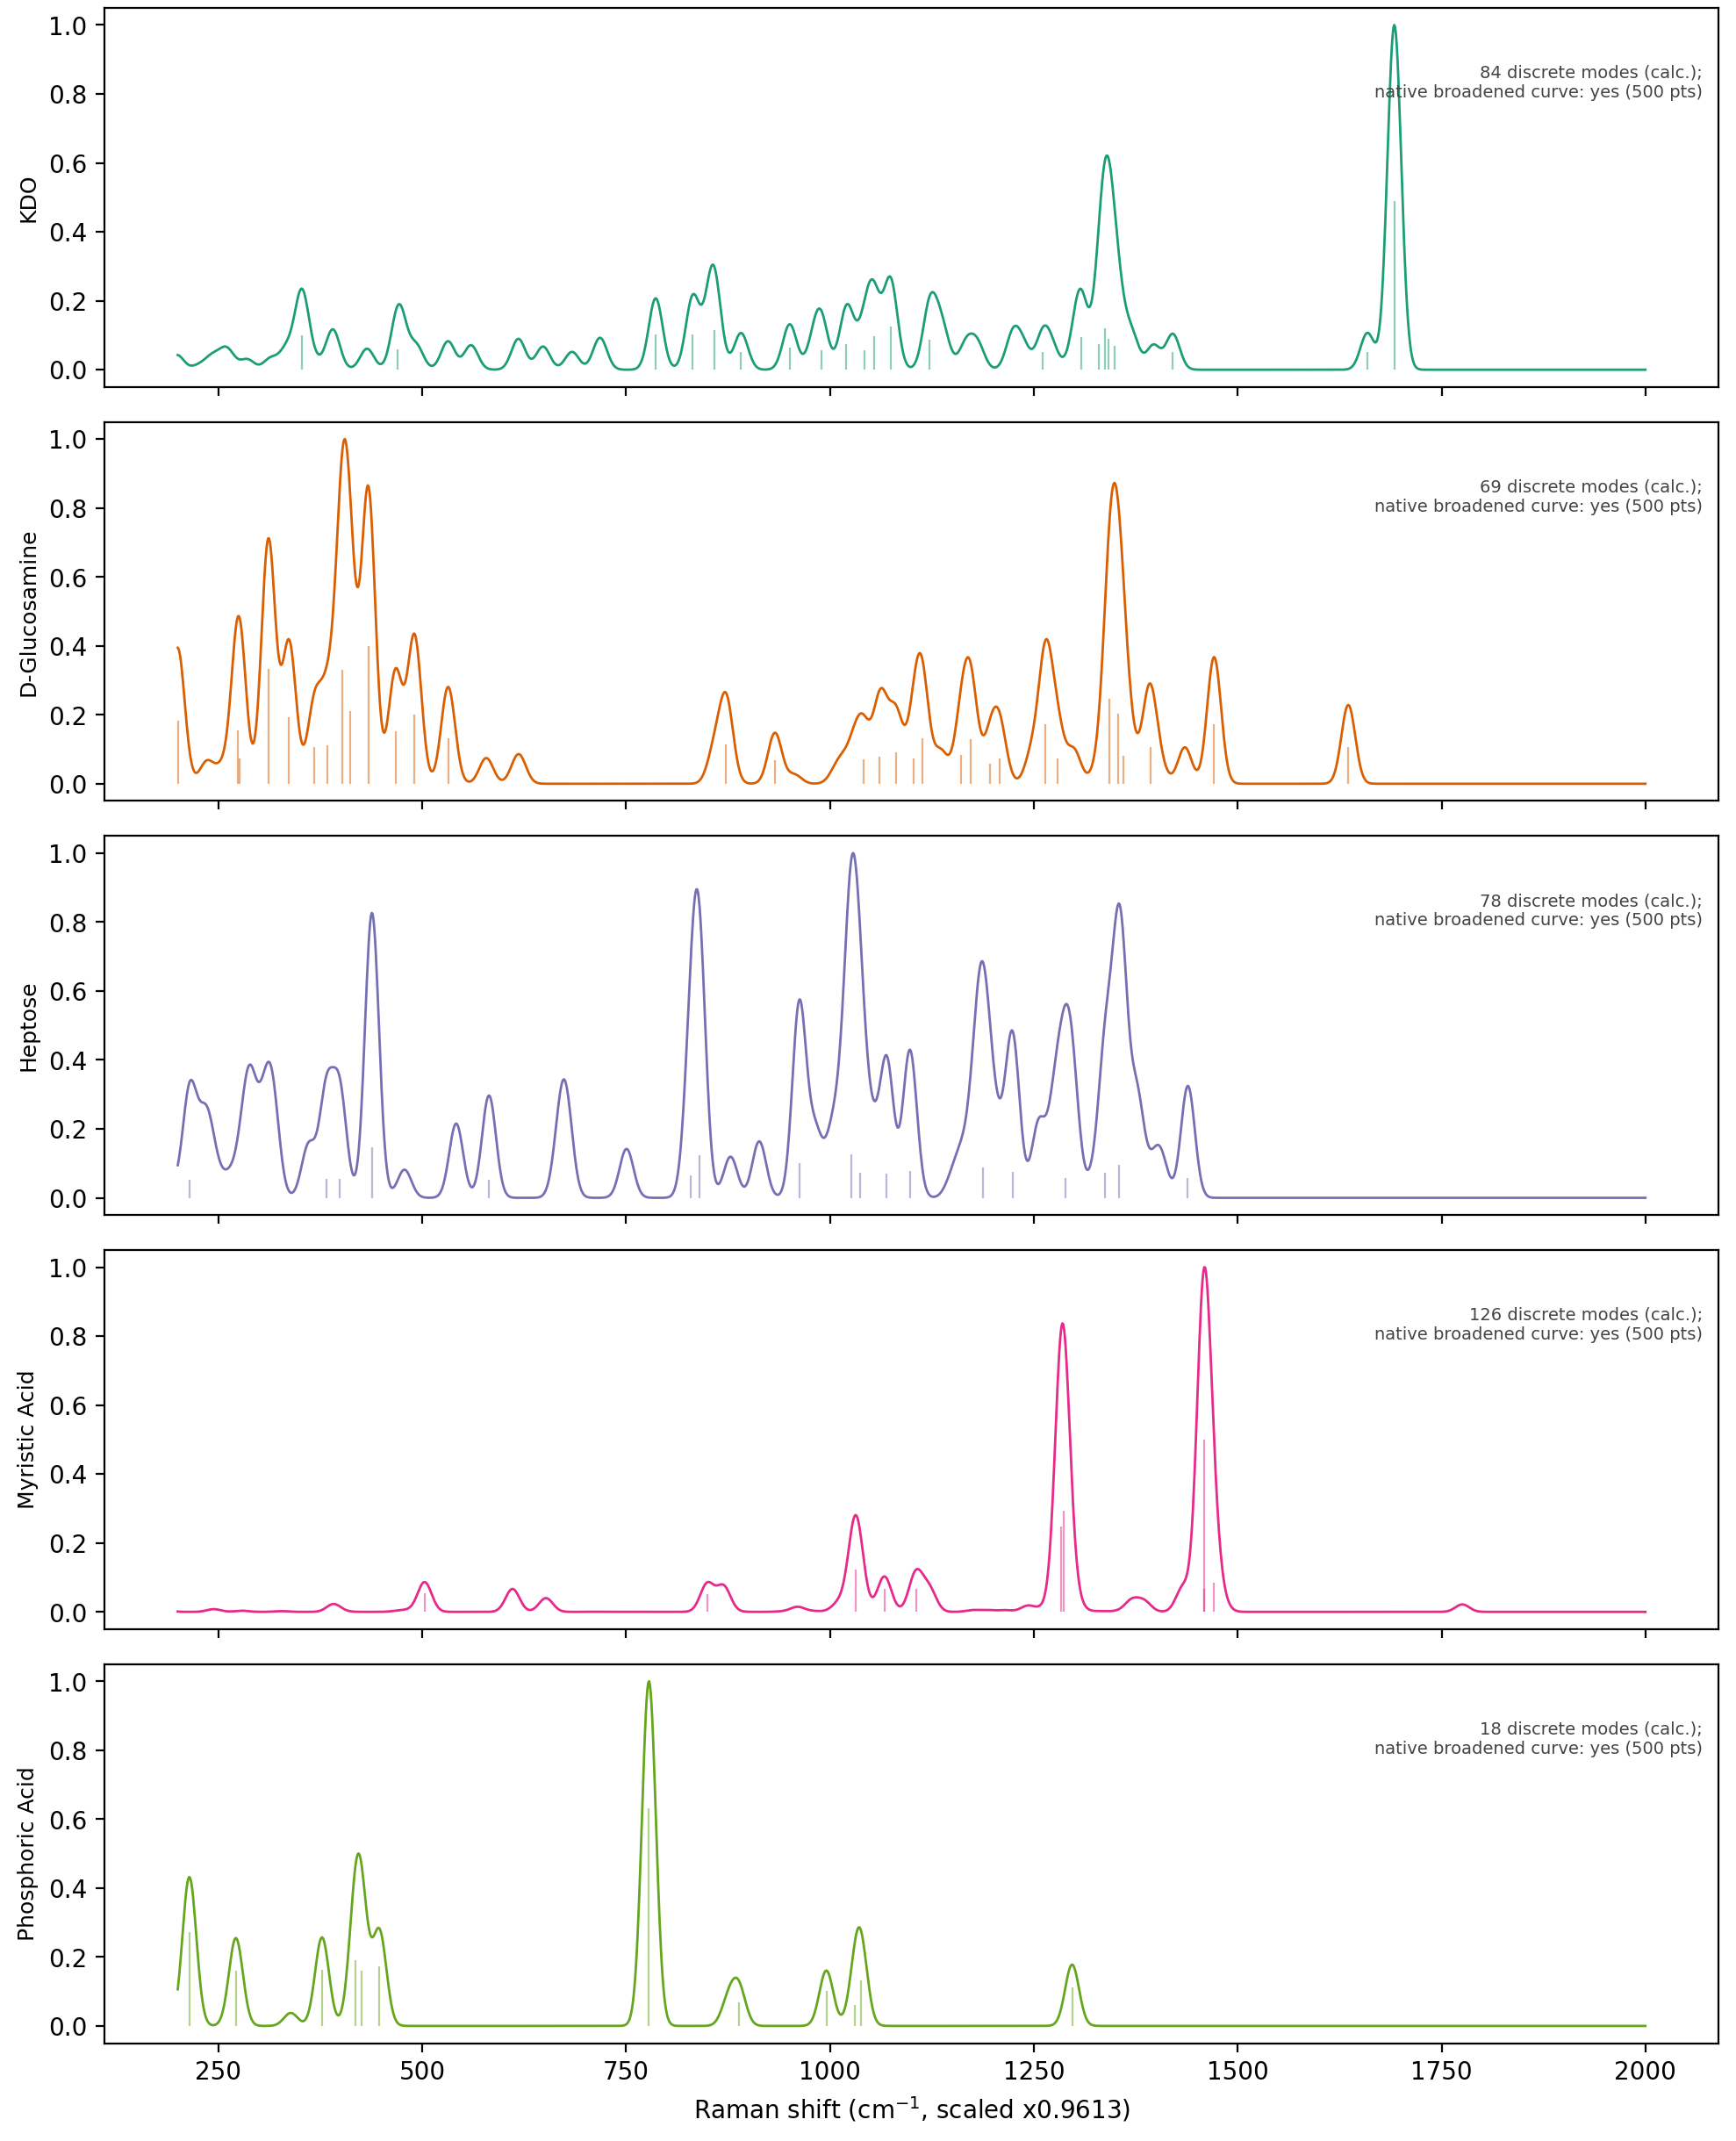 1.0
0.8
0.6
0.4
0.2
0.0
KDO
84 discrete modes (calc.);
native broadened curve: yes (500 pts)
1.0
0.8
0.6
0.4
0.2
0.0
D-Glucosamine
69 discrete modes (calc.);
native broadened curve: yes (500 pts)
1.0
0.8
0.6
0.4
0.2
0.0
Heptose
78 discrete modes (calc.);
native broadened curve: yes (500 pts)
1.0
0.8
0.6
0.4
0.2
0.0
Myristic Acid
126 discrete modes (calc.);
native broadened curve: yes (500 pts)
1.0
0.8
0.6
0.4
0.2
0.0
Phosphoric Acid
18 discrete modes (calc.);
native broadened curve: yes (500 pts)
250 500 750 1000 1250 1500 1750 2000
Raman shift (cm⁻¹, scaled x0.9613)